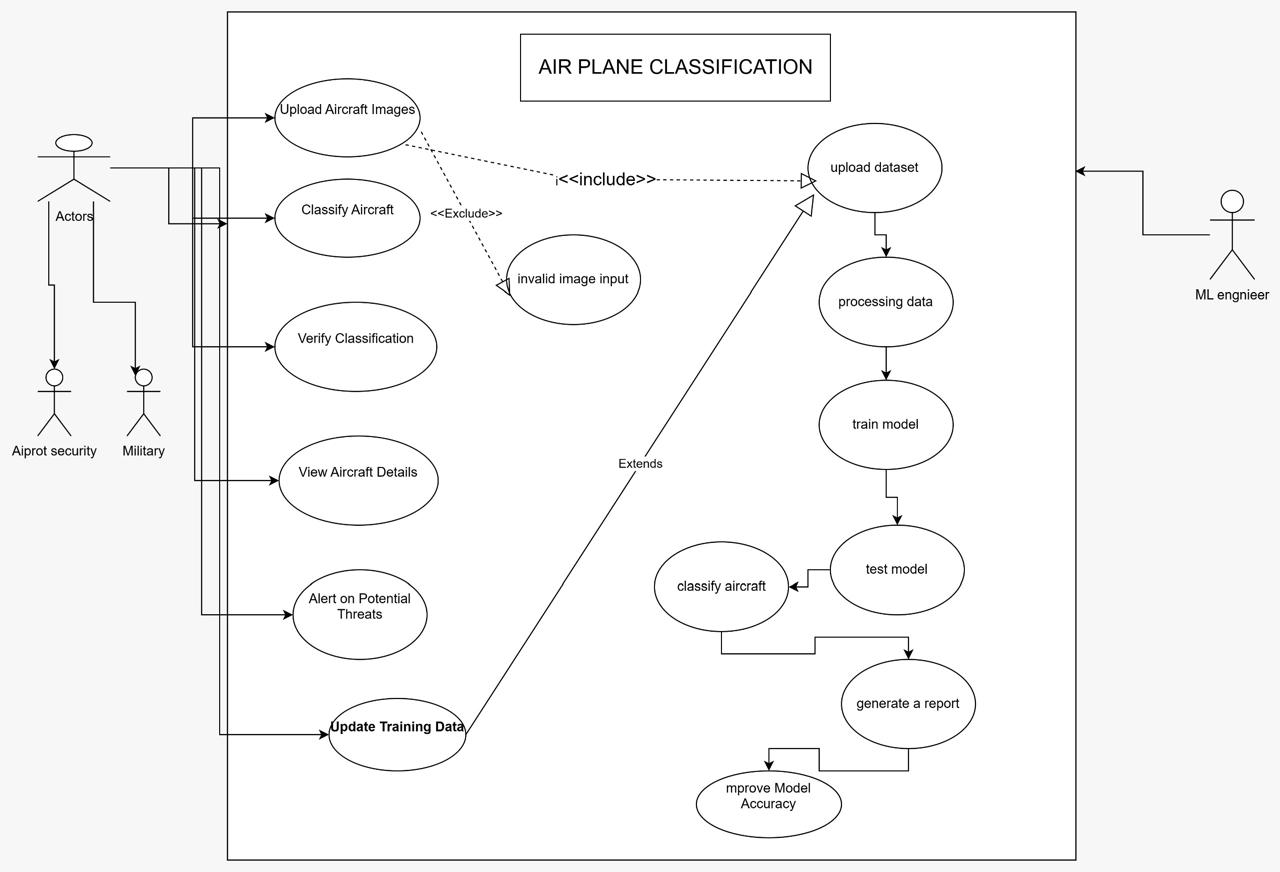 AIR PLANE CLASSIFICATION
Upload Aircraft Images
Classify Aircraft
<<Exclude>>
¡<<include>>
invalid image input
Verify Classification
View Aircraft Details
Alert on Potential
Threats
Update Training Data
Extends
upload dataset
processing data
train model
test model
classify aircraft
generate a report
mprove Model
Accuracy
Actors
Aiprot security
Military
ML engnieer